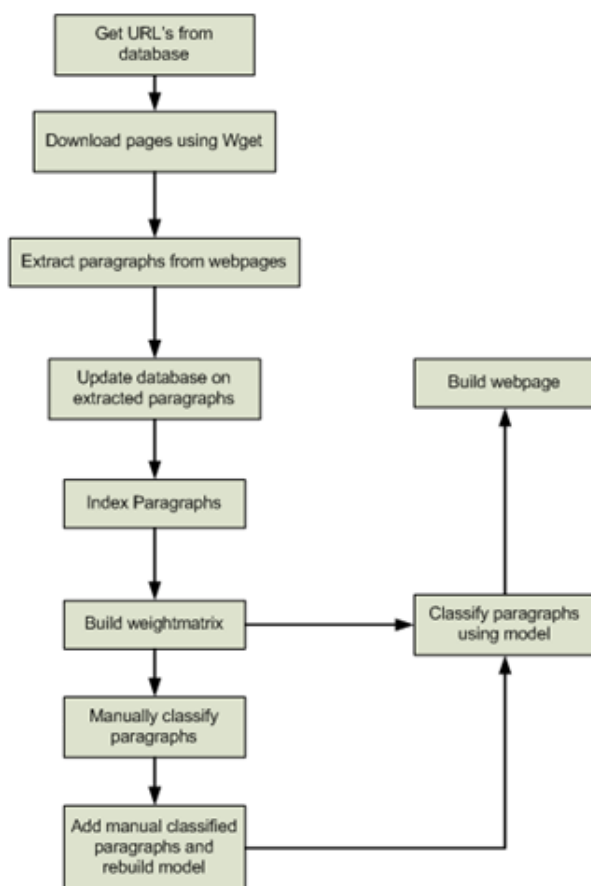 Get URL's from
database
Download pages using Wget
Extract paragraphs from webpages
Update database on
extracted paragraphs
Build webpage
Index Paragraphs
Build weightmatrix
Classify paragraphs
using model
Manually classify
paragraphs
Add manual classified
paragraphs and
rebuild model